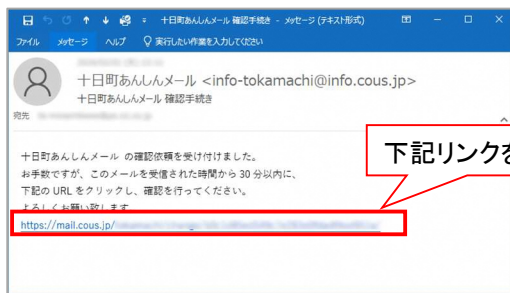 十日町あんしんメール 確認手続き - メッセージ (テキスト形式)
ファイル メッセージ ヘルプ 実行したい作業を入力してください
十日町あんしんメール <info-tokamachi@info.cous.jp>
十日町あんしんメール 確認手続き
宛先
十日町あんしんメール の確認依頼を受け付けました。
お手数ですが、このメールを受信された時間から 30 分以内に、
下記の URL をクリックし、確認を行ってください。
よろしくお願い致します
https://mail.cous.jp/
下記リンクを